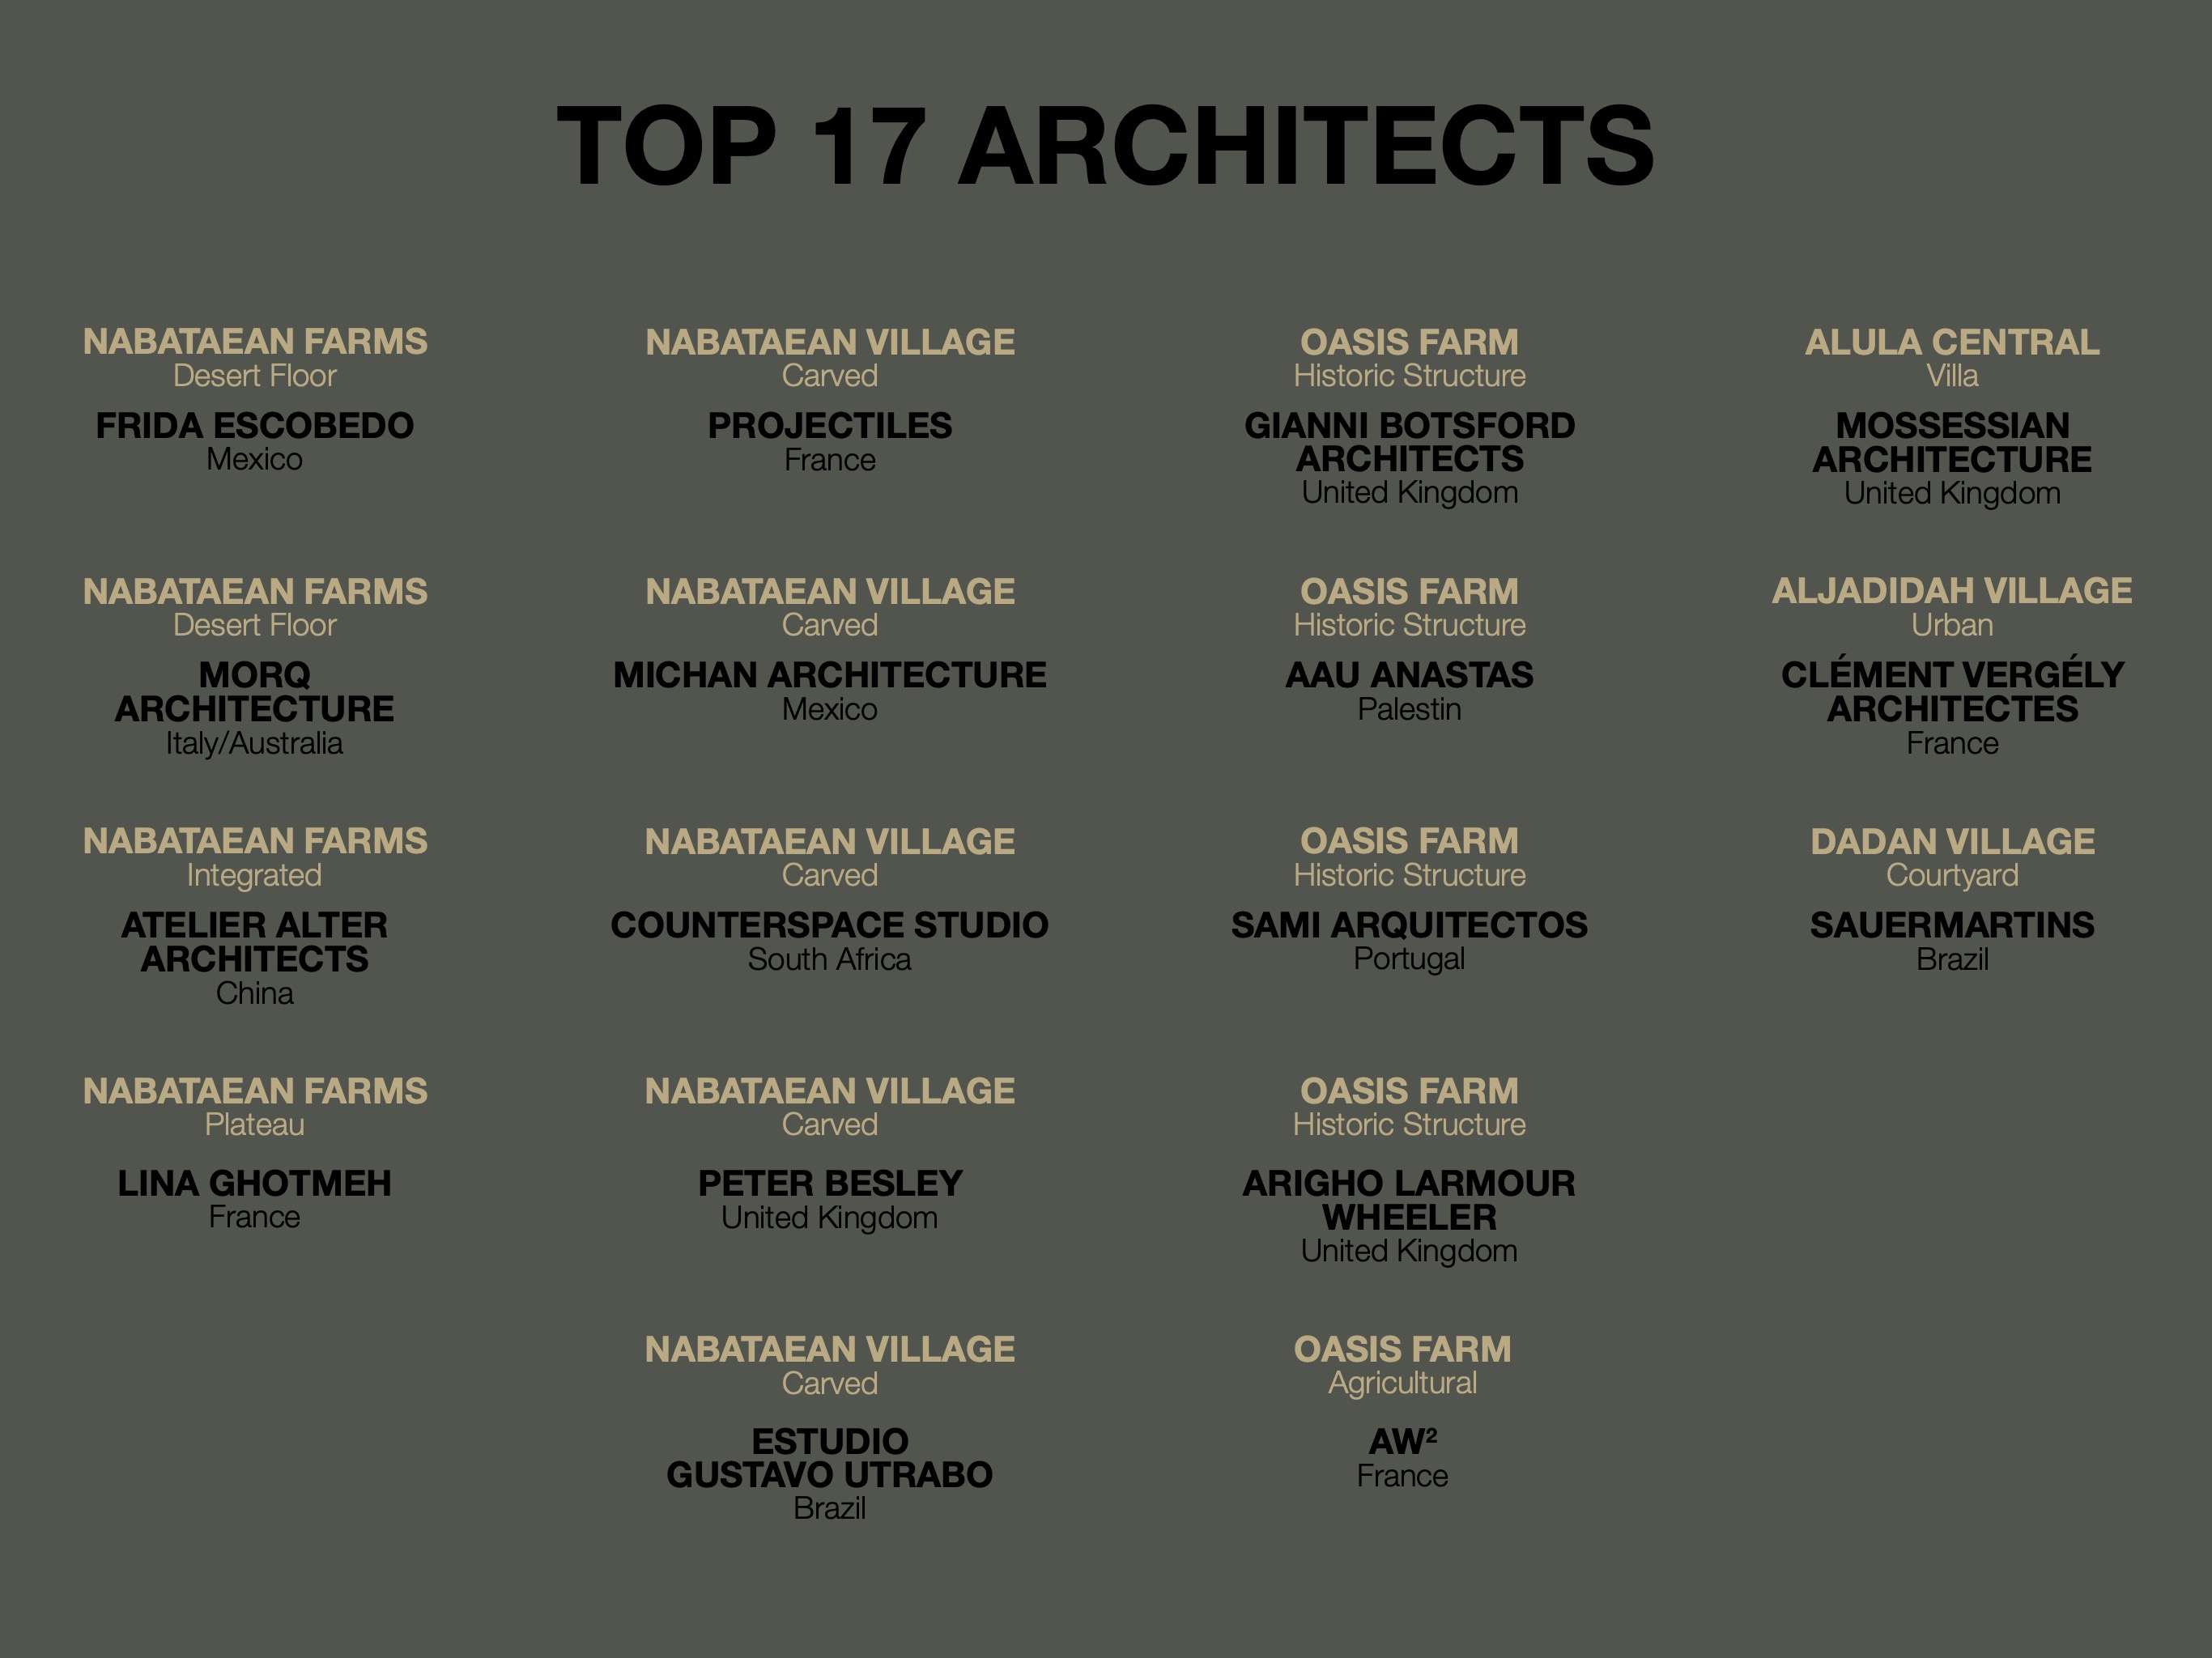 TOP 17 ARCHITECTS
NABATAEAN FARMS
Desert Floor
FRIDA ESCOBEDO
Mexico
NABATAEAN FARMS
Desert Floor
MORQ
ARCHITECTURE
Italy/Australia
NABATAEAN FARMS
Integrated
ATELIER ALTER
ARCHITECTS
China
NABATAEAN FARMS
Plateau
LINA GHOTMEH
France
NABATAEAN VILLAGE
Carved
PROJECTILES
France
NABATAEAN VILLAGE
Carved
MICHAN ARCHITECTURE
Mexico
NABATAEAN VILLAGE
Carved
COUNTERSPACE STUDIO
South Africa
NABATAEAN VILLAGE
Carved
PETER BESLEY
United Kingdom
NABATAEAN VILLAGE
Carved
ESTUDIO
GUSTAVO UTRABO
Brazil
OASIS FARM
Historic Structure
GIANNI BOTSFORD
ARCHITECTS
United Kingdom
OASIS FARM
Historic Structure
AAU ANASTAS
Palestin
OASIS FARM
Historic Structure
SAMI ARQUITECTOS
Portugal
OASIS FARM
Historic Structure
ARIGHO LARMOUR
WHEELER
United Kingdom
OASIS FARM
Agricultural
AW²
France
ALULA CENTRAL
Villa
MOSSESSIAN
ARCHITECTURE
United Kingdom
ALJADIDAH VILLAGE
Urban
CLÉMENT VERGÉLY
ARCHITECTES
France
DADAN VILLAGE
Courtyard
SAUERMARTINS
Brazil